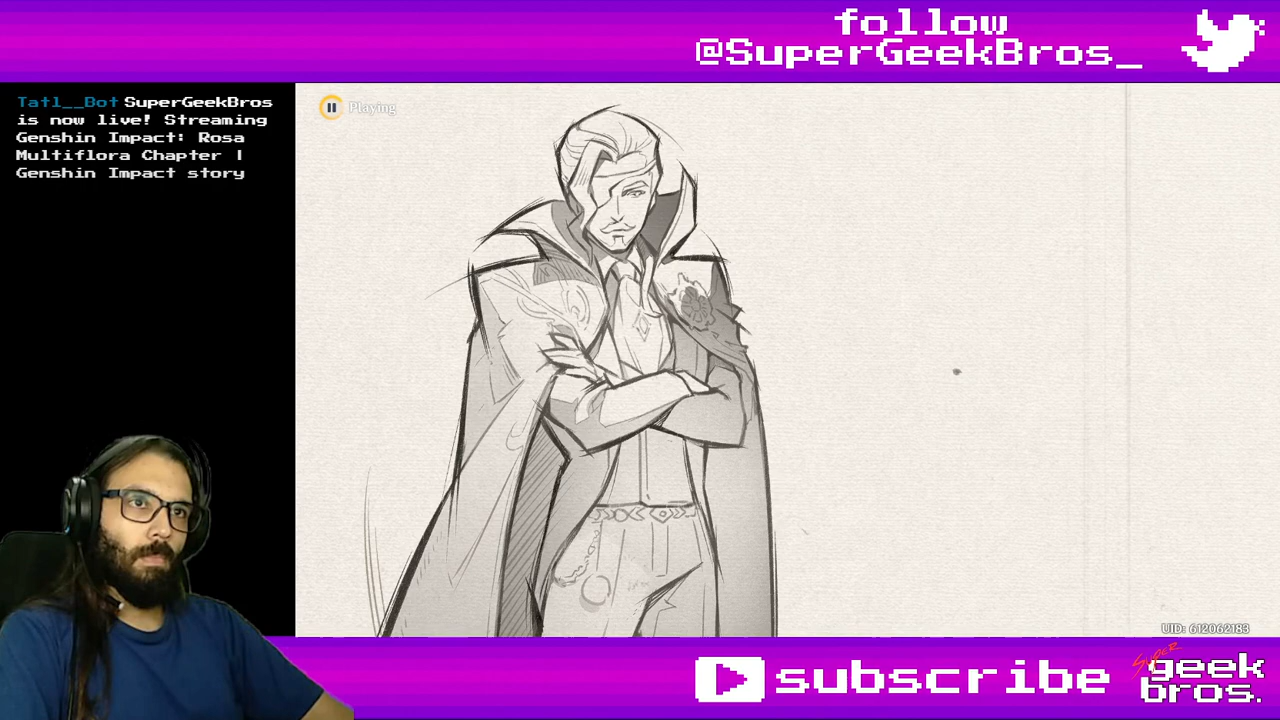 follow
@SuperGeekBros_
Tatl__Bot SuperGeekBros
is now live! Streaming
Genshin Impact: Rosa
Multiflora Chapter |
Genshin Impact story
Playing
UID: 612062183
subscribe
SUPER
geek
bros.